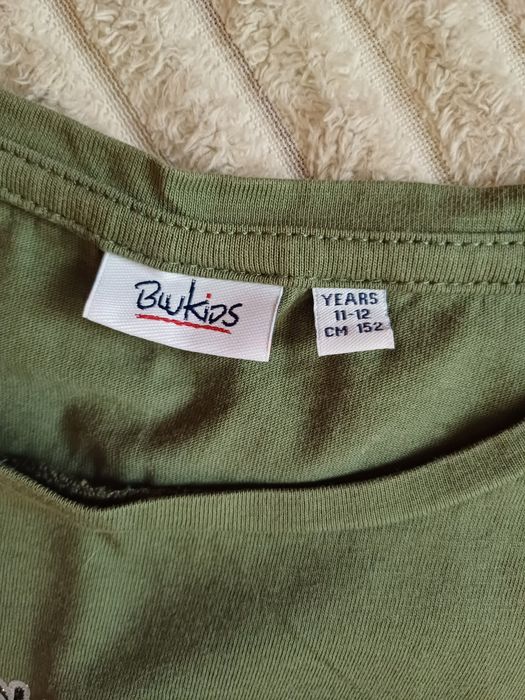 BluKids
YEARS
11-12
CM 152